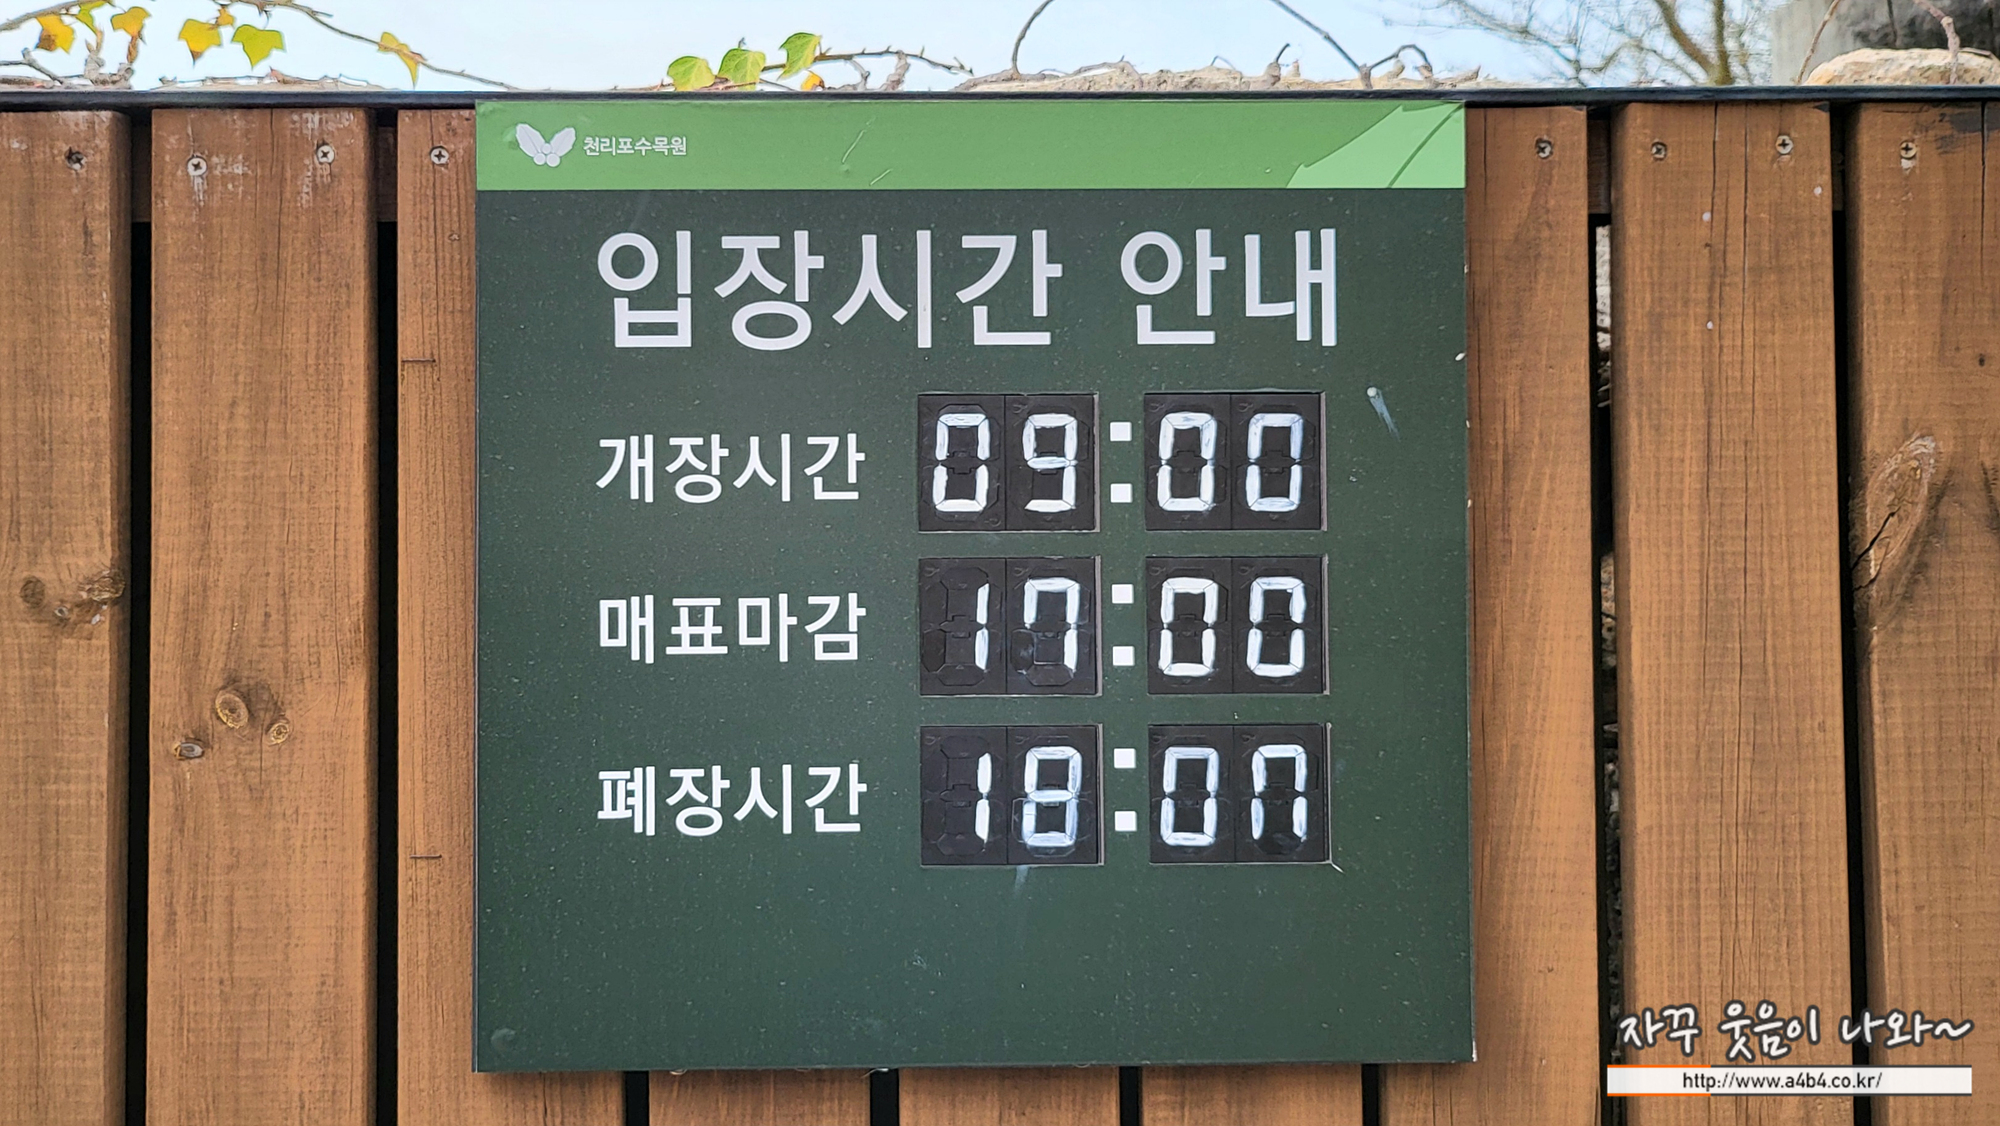 천리포수목원
입장시간 안내
개장시간 09:00
매표마감 17:00
폐장시간 18:00
자꾸 웃음이 나와~
http://www.a4b4.co.kr/